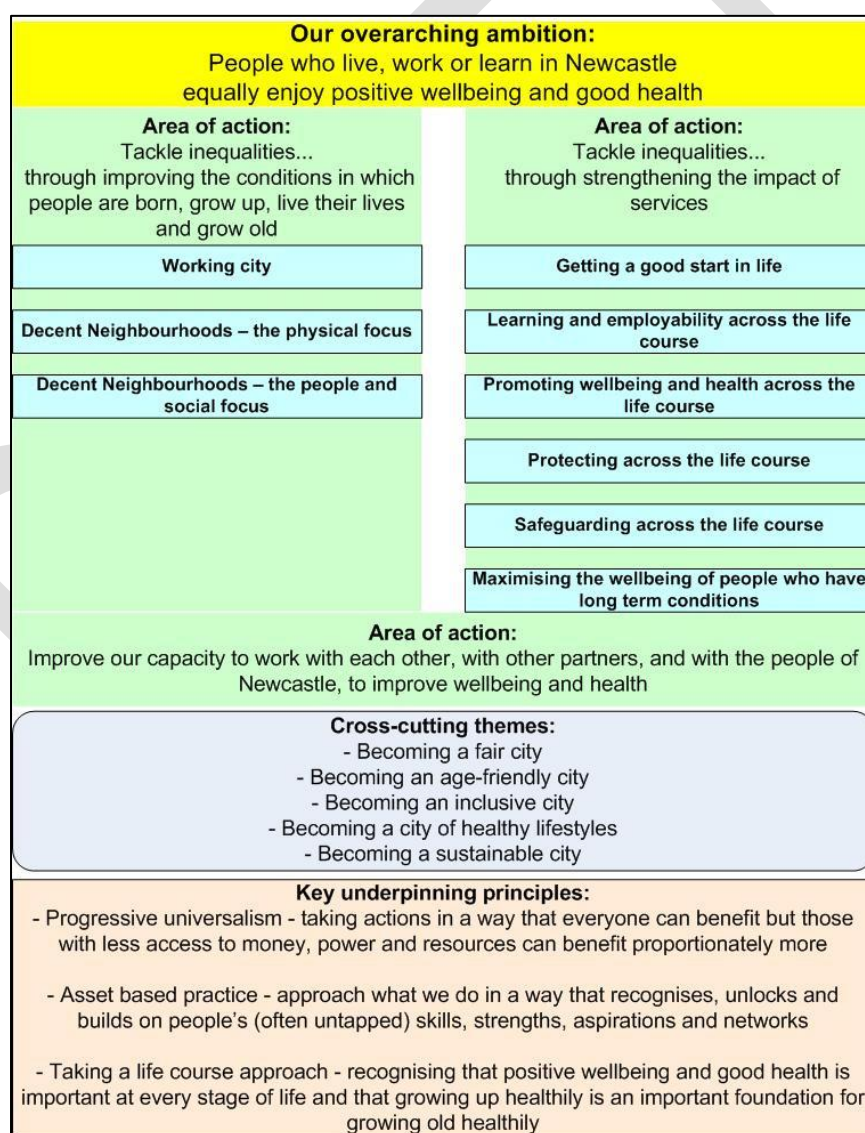 Our overarching ambition:
People who live, work or learn in Newcastle
equally enjoy positive wellbeing and good health
Area of action:
Tackle inequalities...
through improving the conditions in which
people are born, grow up, live their lives
and grow old
Working city
Decent Neighbourhoods – the physical focus
Decent Neighbourhoods – the people and
social focus
Area of action:
Tackle inequalities...
through strengthening the impact of
services
Getting a good start in life
Learning and employability across the life
course
Promoting wellbeing and health across the
life course
Protecting across the life course
Safeguarding across the life course
Maximising the wellbeing of people who have
long term conditions
Area of action:
Improve our capacity to work with each other, with other partners, and with the people of
Newcastle, to improve wellbeing and health
Cross-cutting themes:
- Becoming a fair city
- Becoming an age-friendly city
- Becoming an inclusive city
- Becoming a city of healthy lifestyles
- Becoming a sustainable city
Key underpinning principles:
- Progressive universalism - taking actions in a way that everyone can benefit but those
with less access to money, power and resources can benefit proportionately more
- Asset based practice - approach what we do in a way that recognises, unlocks and
builds on people's (often untapped) skills, strengths, aspirations and networks
- Taking a life course approach - recognising that positive wellbeing and good health is
important at every stage of life and that growing up healthily is an important foundation for
growing old healthily